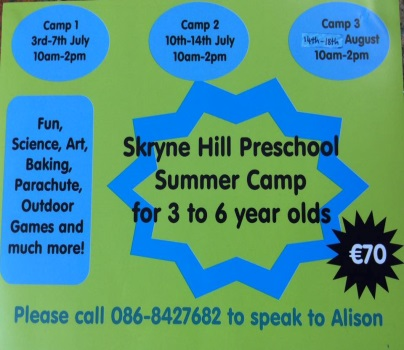 Camp 1
3rd-7th July
10am-2pm
Camp 2
10th-14th July
10am-2pm
Camp 3
14th-18th August
10am-2pm
Fun,
Science, Art,
Baking,
Parachute,
Outdoor
Games and
much more!
Skryne Hill Preschool
Summer Camp
for 3 to 6 year olds
€70
Please call 086-8427682 to speak to Alison